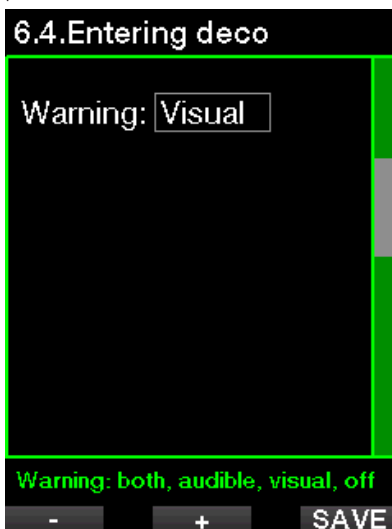 6.4.Entering deco
Warning: Visual
Warning: both, audible, visual, off
- + SAVE